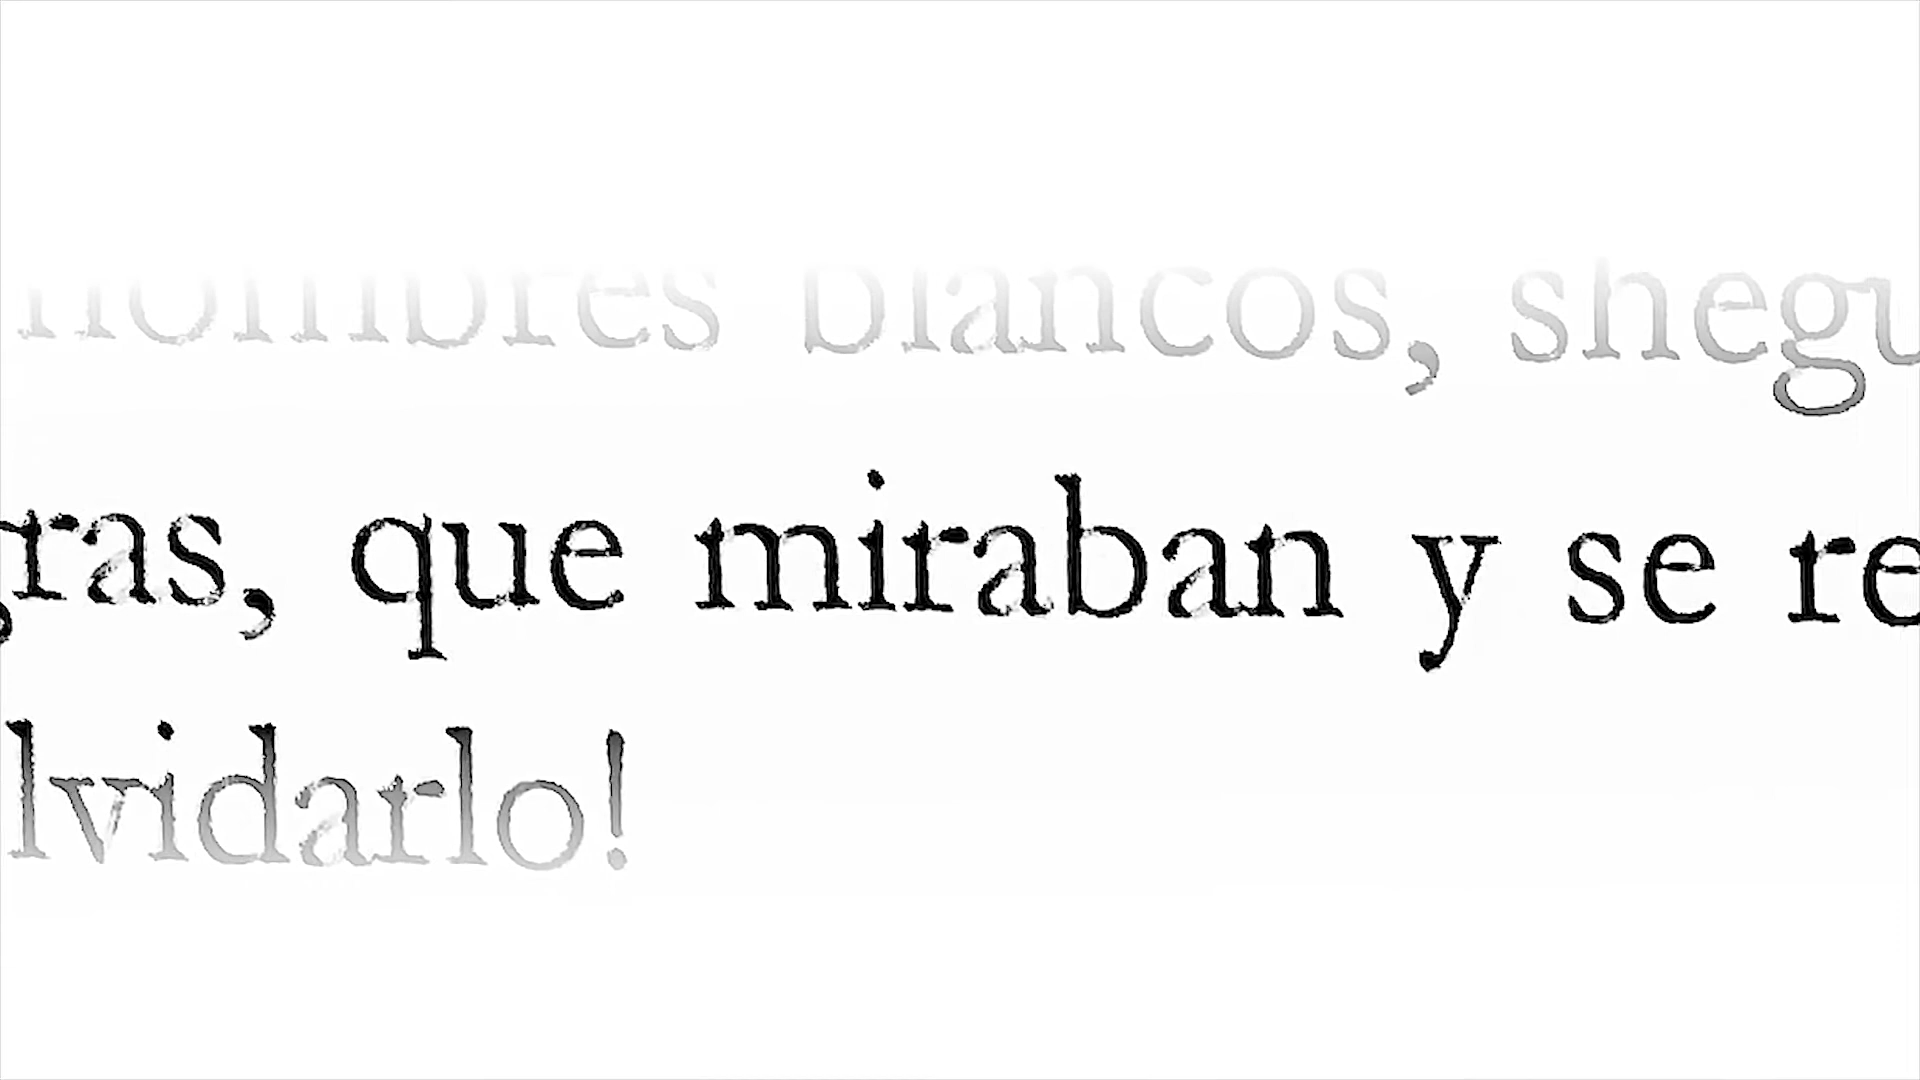 hombres blancos, shegu
gras, que miraban y se re
lvidarlo!